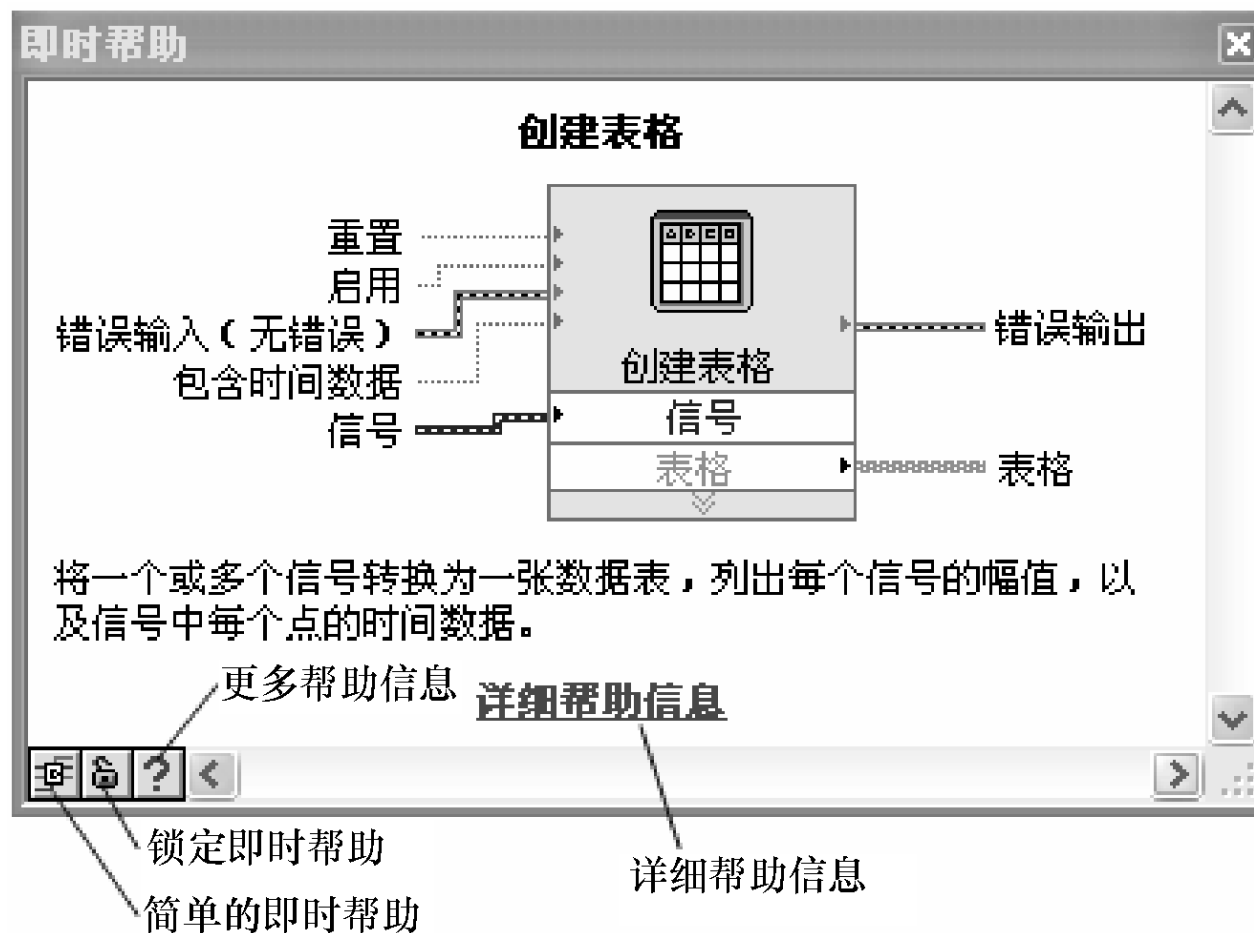 即时帮助
创建表格
重置
启用
错误输入(无错误)
包含时间数据
信号
创建表格
信号
表格
错误输出
表格
将一个或多个信号转换为一张数据表,列出每个信号的幅值,以
及信号中每个点的时间数据。
更多帮助信息
详细帮助信息
?
锁定即时帮助
详细帮助信息
简单的即时帮助